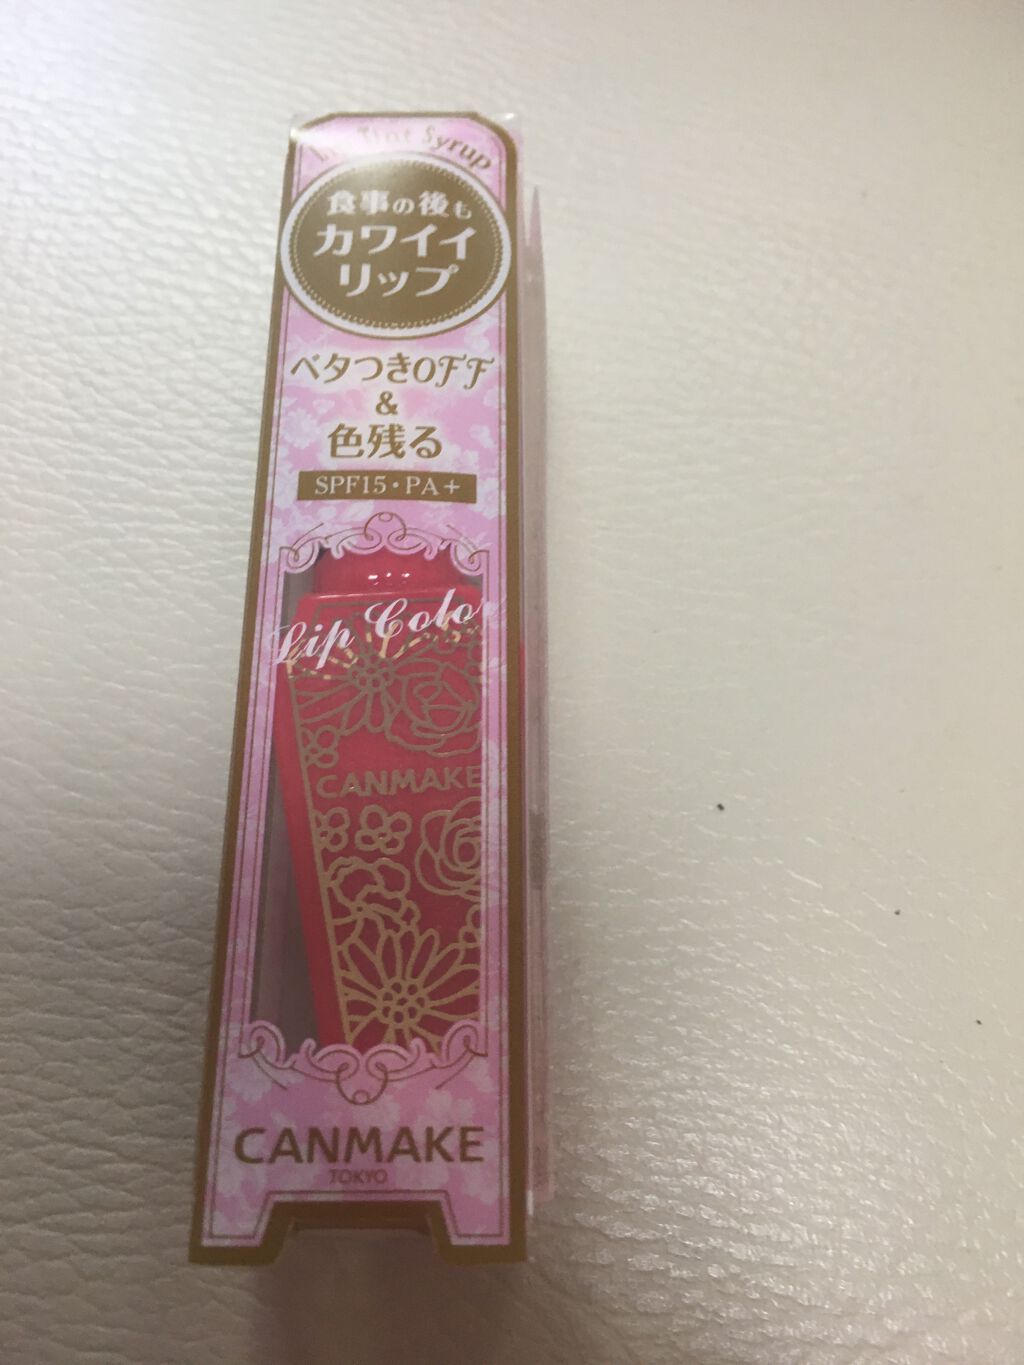 Lip Tint Syrup
食事の後も
カワイイ
リップ
ベタつきOFF
&
色残る
SPF15・PA+
Lip Color
CANMAKE
CANMAKE
TOKYO